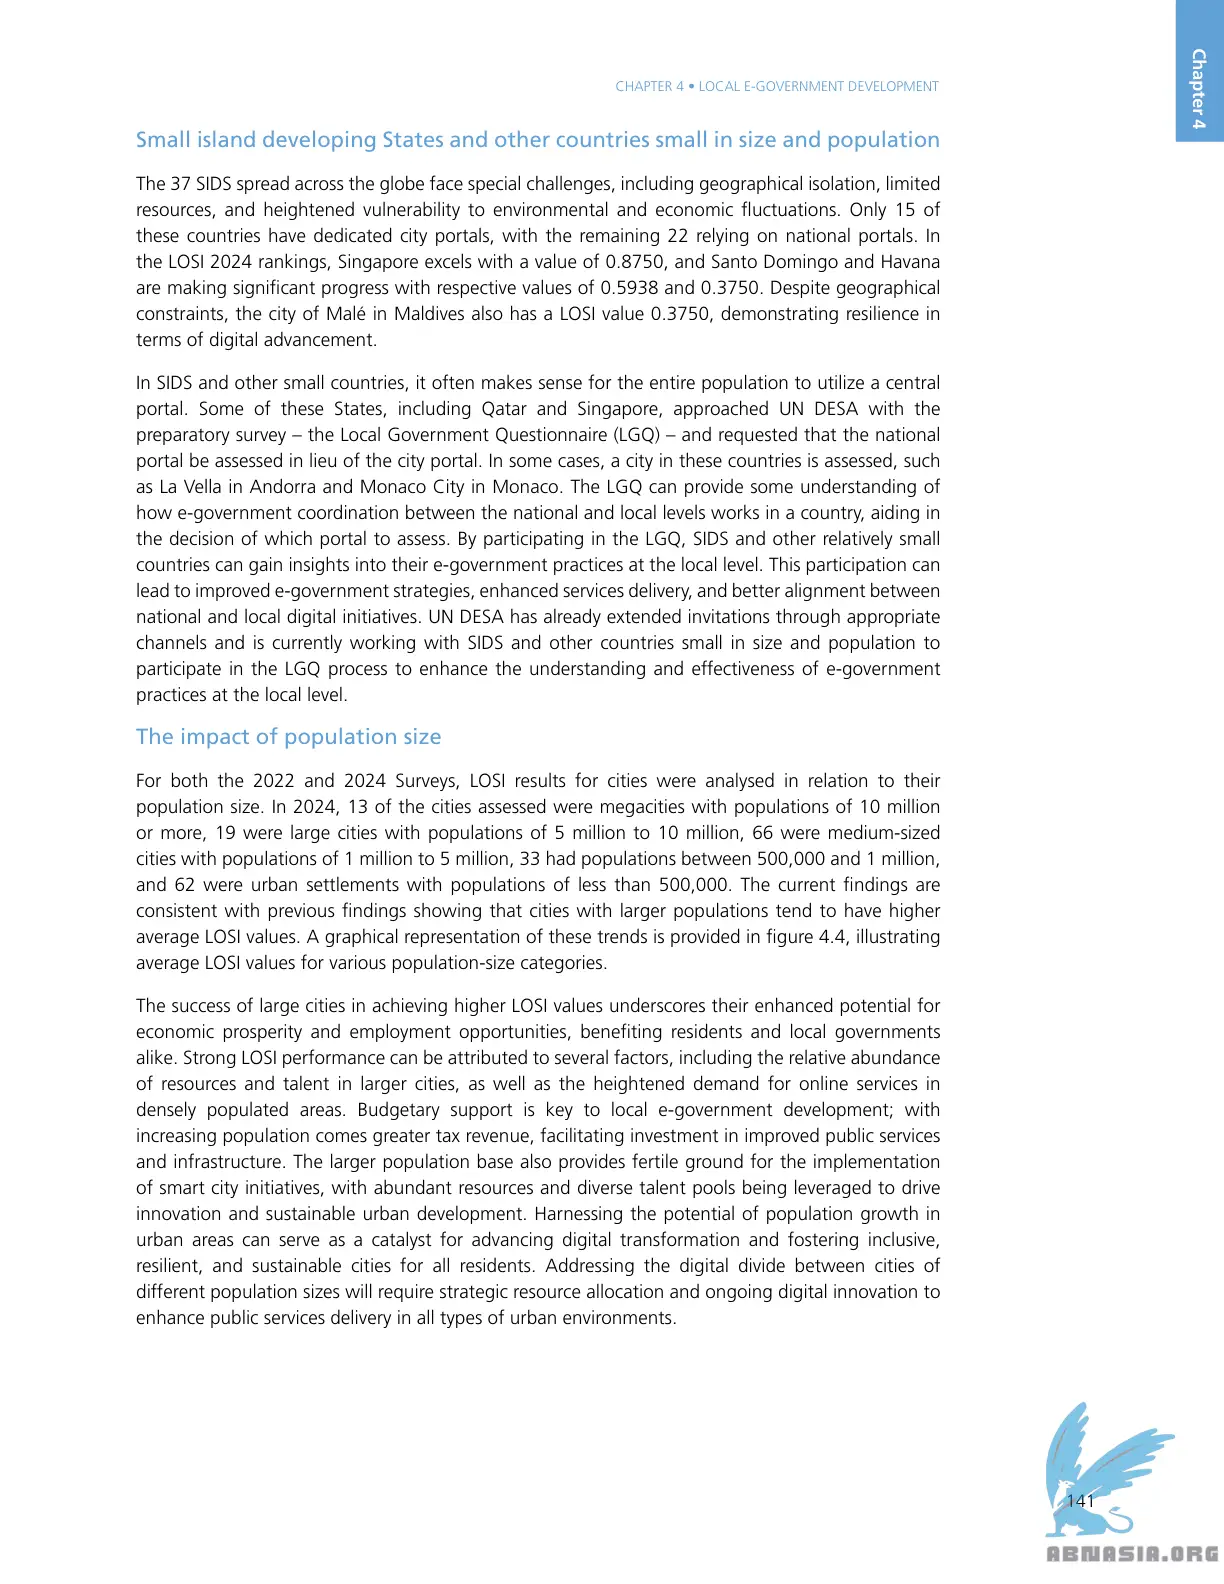 Chapter 4
CHAPTER 4 • LOCAL E-GOVERNMENT DEVELOPMENT
Small island developing States and other countries small in size and population
The 37 SIDS spread across the globe face special challenges, including geographical isolation, limited
resources, and heightened vulnerability to environmental and economic fluctuations. Only 15 of
these countries have dedicated city portals, with the remaining 22 relying on national portals. In
the LOSI 2024 rankings, Singapore excels with a value of 0.8750, and Santo Domingo and Havana
are making significant progress with respective values of 0.5938 and 0.3750. Despite geographical
constraints, the city of Malé in Maldives also has a LOSI value 0.3750, demonstrating resilience in
terms of digital advancement.
In SIDS and other small countries, it often makes sense for the entire population to utilize a central
portal. Some of these States, including Qatar and Singapore, approached UN DESA with the
preparatory survey – the Local Government Questionnaire (LGQ) – and requested that the national
portal be assessed in lieu of the city portal. In some cases, a city in these countries is assessed, such
as La Vella in Andorra and Monaco City in Monaco. The LGQ can provide some understanding of
how e-government coordination between the national and local levels works in a country, aiding in
the decision of which portal to assess. By participating in the LGQ, SIDS and other relatively small
countries can gain insights into their e-government practices at the local level. This participation can
lead to improved e-government strategies, enhanced services delivery, and better alignment between
national and local digital initiatives. UN DESA has already extended invitations through appropriate
channels and is currently working with SIDS and other countries small in size and population to
participate in the LGQ process to enhance the understanding and effectiveness of e-government
practices at the local level.
The impact of population size
For both the 2022 and 2024 Surveys, LOSI results for cities were analysed in relation to their
population size. In 2024, 13 of the cities assessed were megacities with populations of 10 million
or more, 19 were large cities with populations of 5 million to 10 million, 66 were medium-sized
cities with populations of 1 million to 5 million, 33 had populations between 500,000 and 1 million,
and 62 were urban settlements with populations of less than 500,000. The current findings are
consistent with previous findings showing that cities with larger populations tend to have higher
average LOSI values. A graphical representation of these trends is provided in figure 4.4, illustrating
average LOSI values for various population-size categories.
The success of large cities in achieving higher LOSI values underscores their enhanced potential for
economic prosperity and employment opportunities, benefiting residents and local governments
alike. Strong LOSI performance can be attributed to several factors, including the relative abundance
of resources and talent in larger cities, as well as the heightened demand for online services in
densely populated areas. Budgetary support is key to local e-government development; with
increasing population comes greater tax revenue, facilitating investment in improved public services
and infrastructure. The larger population base also provides fertile ground for the implementation
of smart city initiatives, with abundant resources and diverse talent pools being leveraged to drive
innovation and sustainable urban development. Harnessing the potential of population growth in
urban areas can serve as a catalyst for advancing digital transformation and fostering inclusive,
resilient, and sustainable cities for all residents. Addressing the digital divide between cities of
different population sizes will require strategic resource allocation and ongoing digital innovation to
enhance public services delivery in all types of urban environments.
141
ABNASIA.ORG